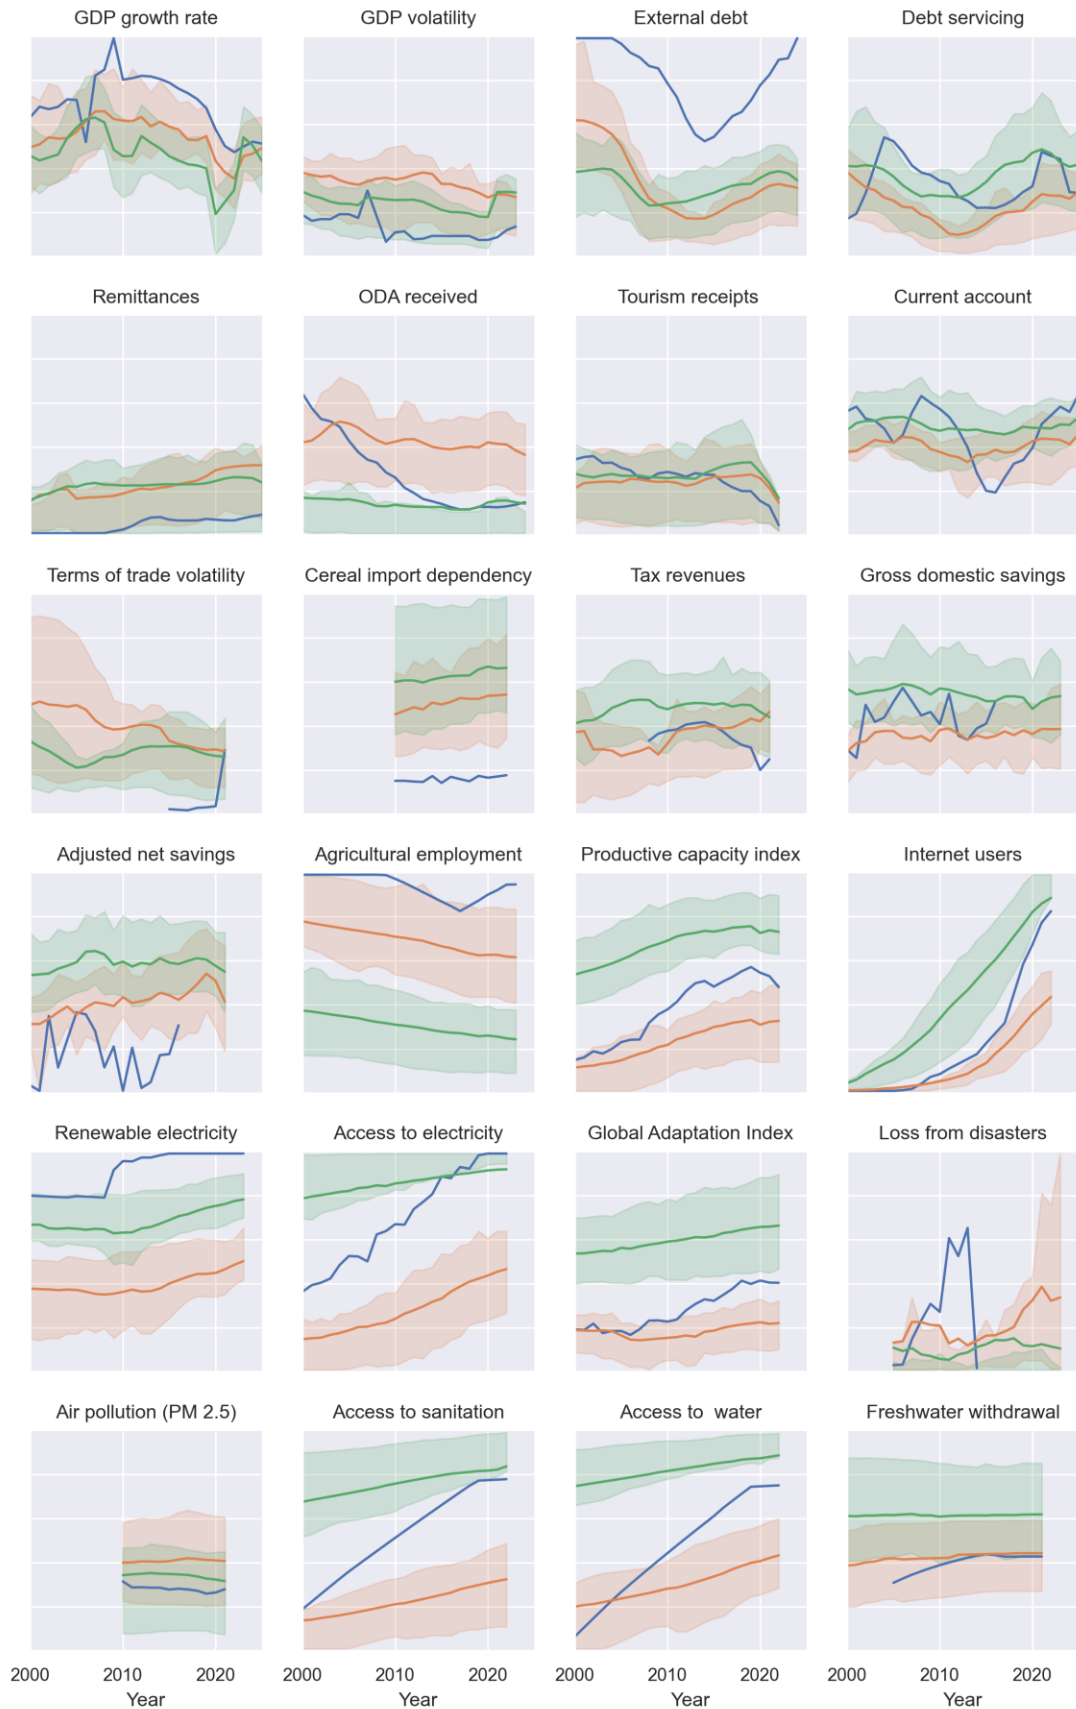 GDP growth rate
GDP volatility
External debt
Debt servicing
Remittances
ODA received
Tourism receipts
Current account
Terms of trade volatility
Cereal import dependency
Tax revenues
Gross domestic savings
Adjusted net savings
Agricultural employment
Productive capacity index
Internet users
Renewable electricity
Access to electricity
Global Adaptation Index
Loss from disasters
Air pollution (PM 2.5)
Access to sanitation
Access to  water
Freshwater withdrawal
2000 2010 2020 2000 2010 2020 2000 2010 2020 2000 2010 2020
Year Year Year Year